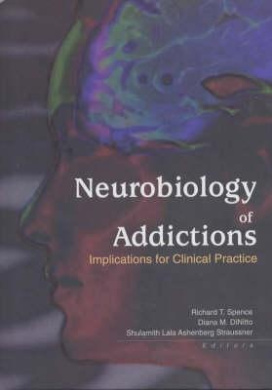 Neurobiology
of
Addictions
Implications for Clinical Practice
Richard T. Spence
Diana M. DiNitto
Shulamith Lala Ashenberg Straussner
Editors